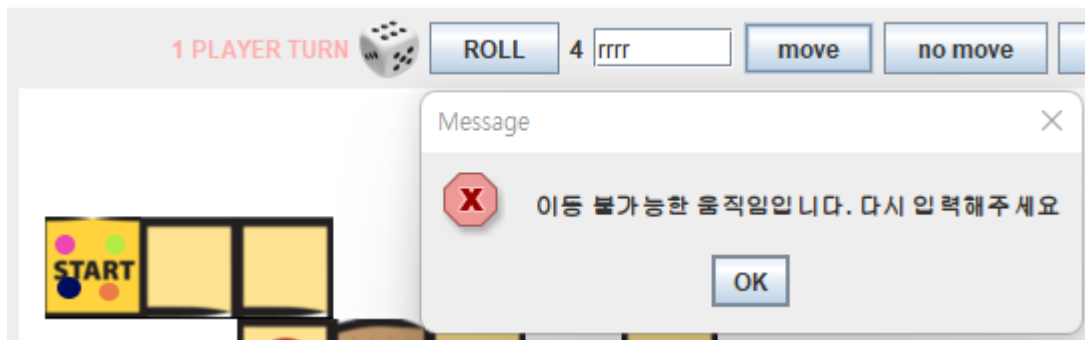 1 PLAYER TURN ROLL 4 rrrr move no move
Message
이동 불가능한 움직임입니다. 다시 입력해주세요
START
OK